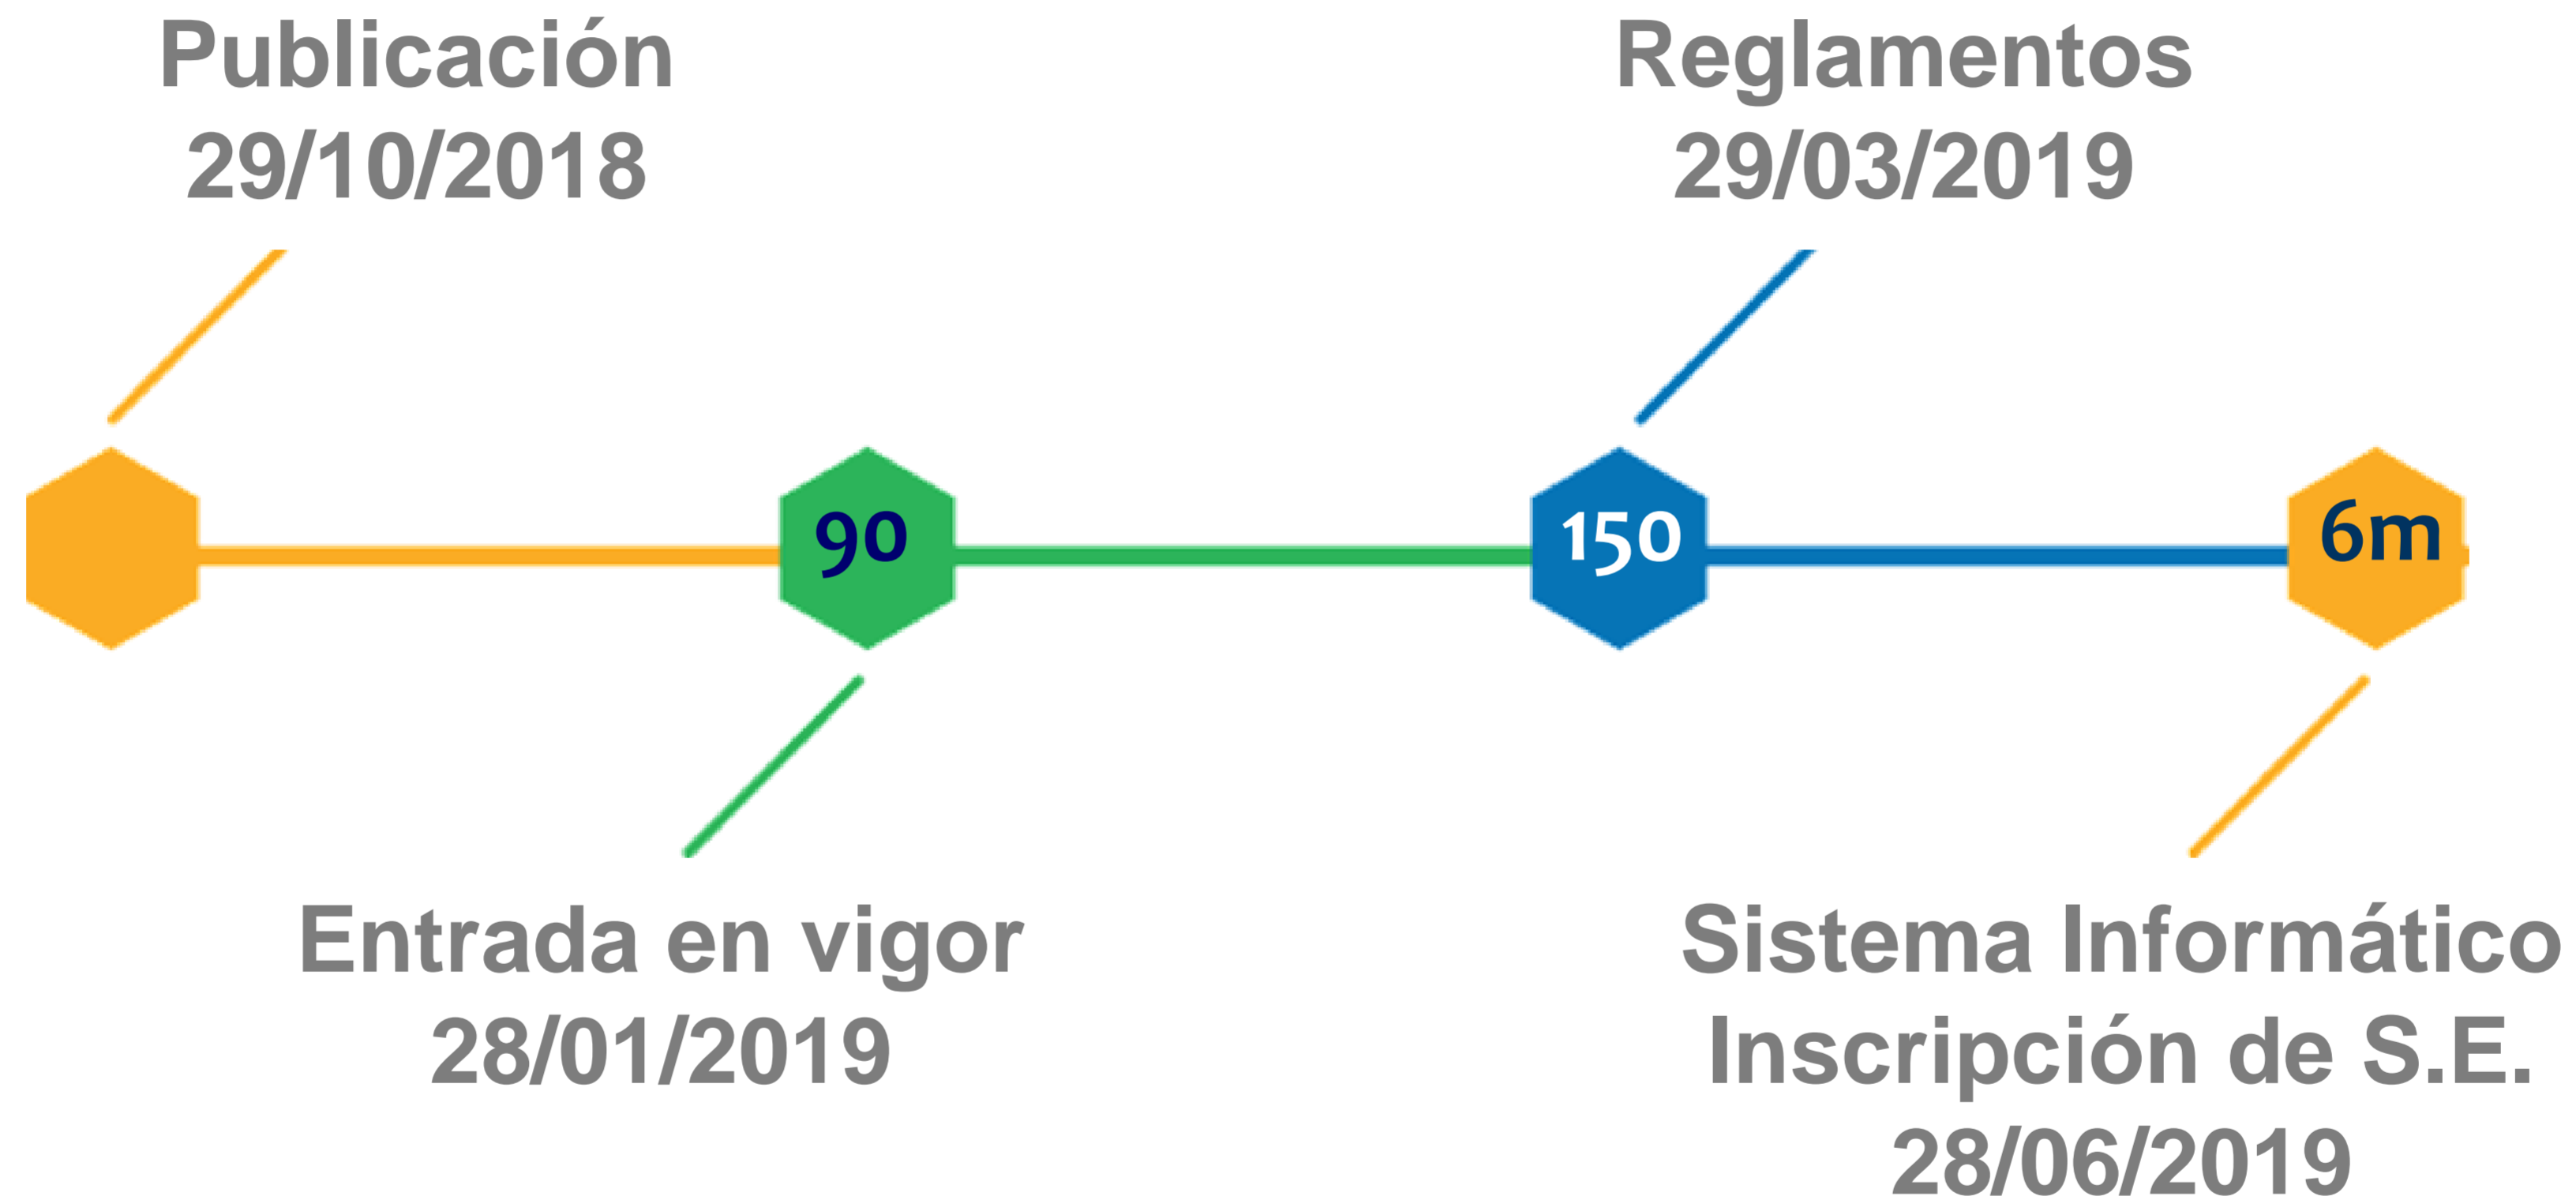 Publicación
29/10/2018
Reglamentos
29/03/2019
90
150
6m
Entrada en vigor
28/01/2019
Sistema Informático
Inscripción de S.E.
28/06/2019